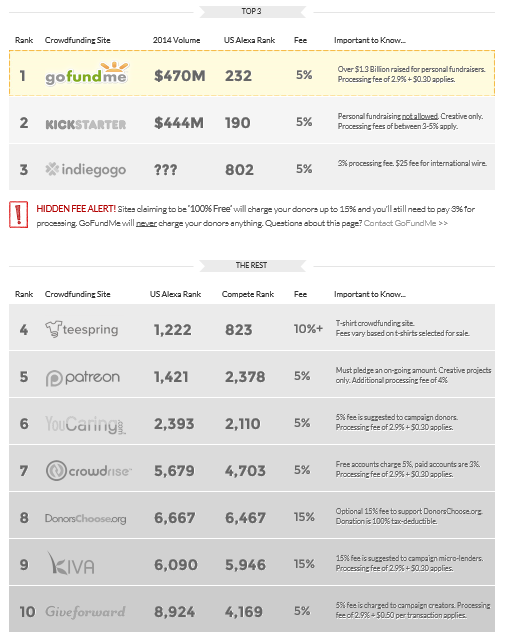 TOP 3
Rank Crowdfunding Site 2014 Volume US Alexa Rank Fee Important to Know...
1 gofundme $470M 232 5% Over $1.3 Billion raised for personal fundraisers.
Processing fee of 2.9% + $0.30 applies.
2 KICKSTARTER $444M 190 5% Personal fundraising not allowed. Creative only.
Processing fees of between 3-5% apply.
3 indiegogo ??? 802 5% 3% processing fee. $25 fee for international wire.
! HIDDEN FEE ALERT! Sites claiming to be '100% Free' will charge your donors up to 15% and you'll still need to pay 3% for
processing. GoFundMe will never charge your donors anything. Questions about this page? Contact GoFundMe >>
THE REST
Rank Crowdfunding Site US Alexa Rank Compete Rank Fee Important to Know...
4 teespring 1,222 823 10%+ T-shirt crowdfunding site.
Fees vary based on t-shirts selected for sale.
5 patreon 1,421 2,378 5% Must pledge an on-going amount. Creative projects
only. Additional processing fee of 4%
6 YouCaring 2,393 2,110 5% 5% fee is suggested to campaign donors.
Processing fee of 2.9% + $0.30 applies.
7 crowdrise 5,679 4,703 5% Free accounts charge 5%, paid accounts are 3%.
Processing fee of 2.9% + $0.30 applies.
8 DonorsChoose.org 6,667 6,467 15% Optional 15% fee to support DonorsChoose.org.
Donation is 100% tax-deductible.
9 KIVA 6,090 5,946 15% 15% fee is suggested to campaign micro-lenders.
Processing fee of 2.9% + $0.30 applies.
10 Giveforward 8,924 4,169 5% 5% fee is charged to campaign creators. Processing
fee of 2.9% + $0.50 per transaction applies.